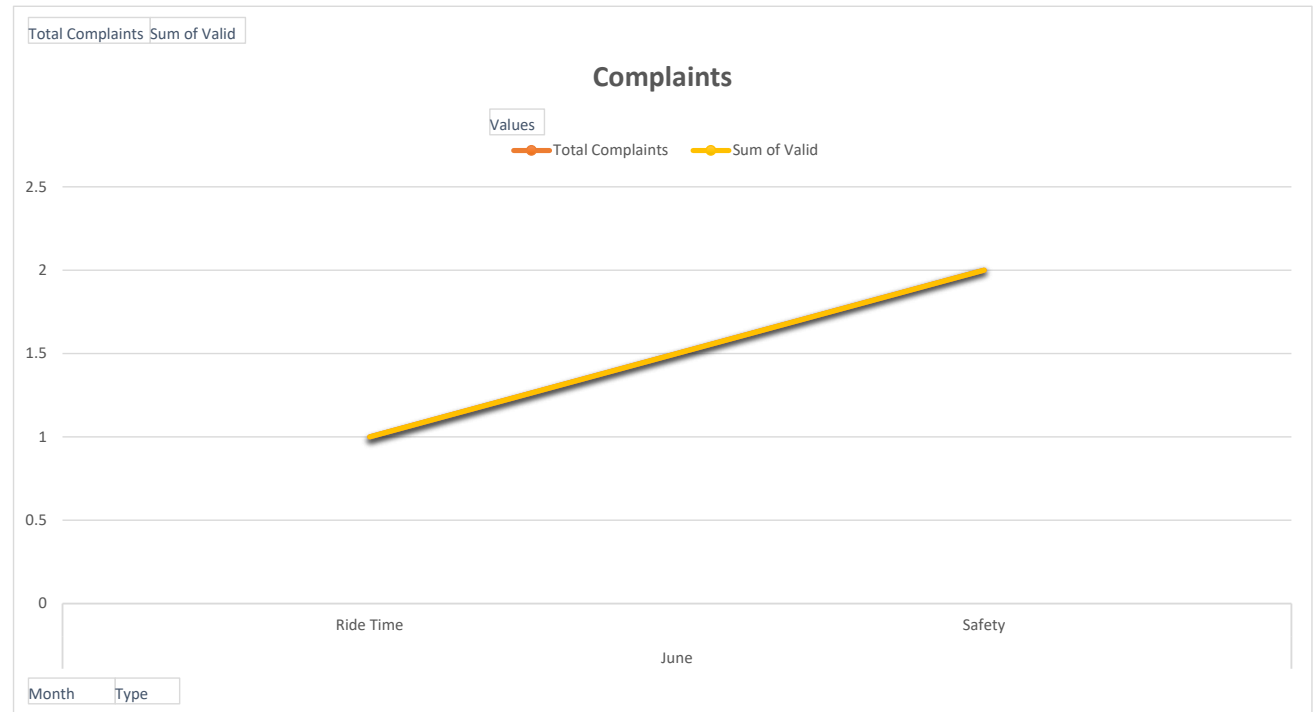 Total Complaints Sum of Valid
Complaints
Values
Total Complaints Sum of Valid
2.5
2
1.5
1
0.5
0
Ride Time Safety
June
Month Type